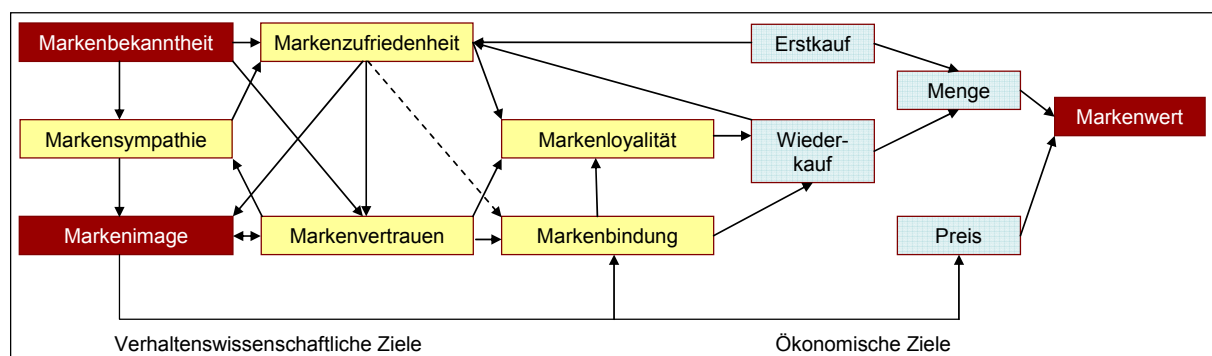 Markenbekanntheit
Markenzufriedenheit
Erstkauf
Menge
Markenwert
Markensympathie
Markenloyalität
Wieder-
kauf
Markenimage
Markenvertrauen
Markenbindung
Preis
Verhaltenswissenschaftliche Ziele
Ökonomische Ziele